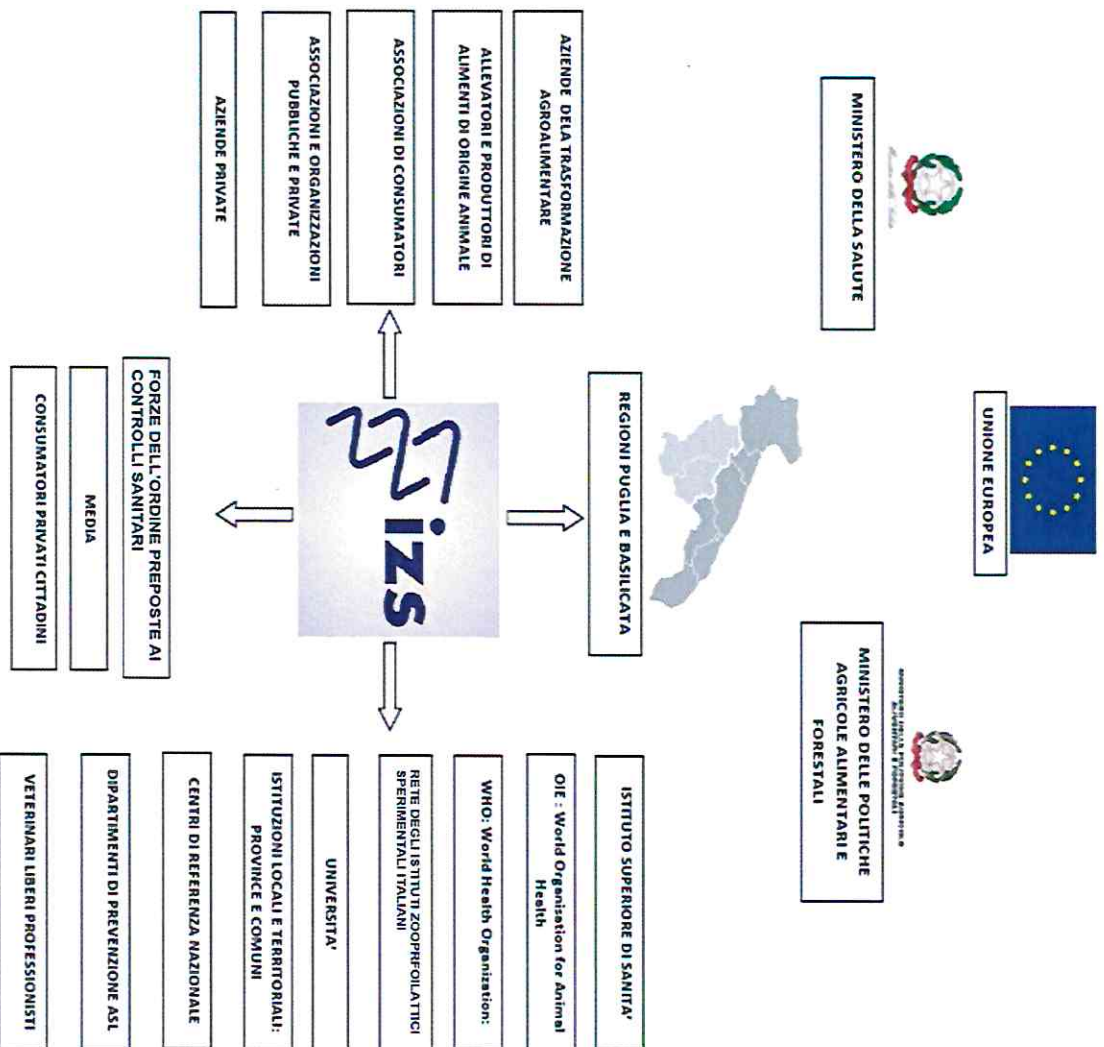 UNIONE EUROPEA
MINISTERO DELLA SALUTE
MINISTERO DELLE POLITICHE
AGRICOLE ALIMENTARI E
FORESTALI
REGIONI PUGLIA E BASILICATA
AZIENDE DELA TRASFORMAZIONE
AGROALIMENTARE
ALLEVATORI E PRODUTTORI DI
ALIMENTI DI ORIGINE ANIMALE
ASSOCIAZIONI DI CONSUMATORI
ASSOCIAZIONI E ORGANIZZAZIONI
PUBBLICHE E PRIVATE
AZIENDE PRIVATE
izs
FORZE DELL'ORDINE PREPOSTE AI
CONTROLLI SANITARI
MEDIA
CONSUMATORI PRIVATI CITTADINI
ISTITUTO SUPERIORE DI SANITA'
OIE : World Organisation for Animal
Health
WHO: World Health Organization:
RETE DEGLI ISTITUTI ZOOPRFOILATTICI
SPERIMENTALI ITALIANI
UNIVERSITA'
ISTITUZIONI LOCALI E TERRITORIALI:
PROVINCE E COMUNI
CENTRI DI REFERENZA NAZIONALE
DIPARTIMENTI DI PREVENZIONE ASL
VETERINARI LIBERI PROFESSIONISTI